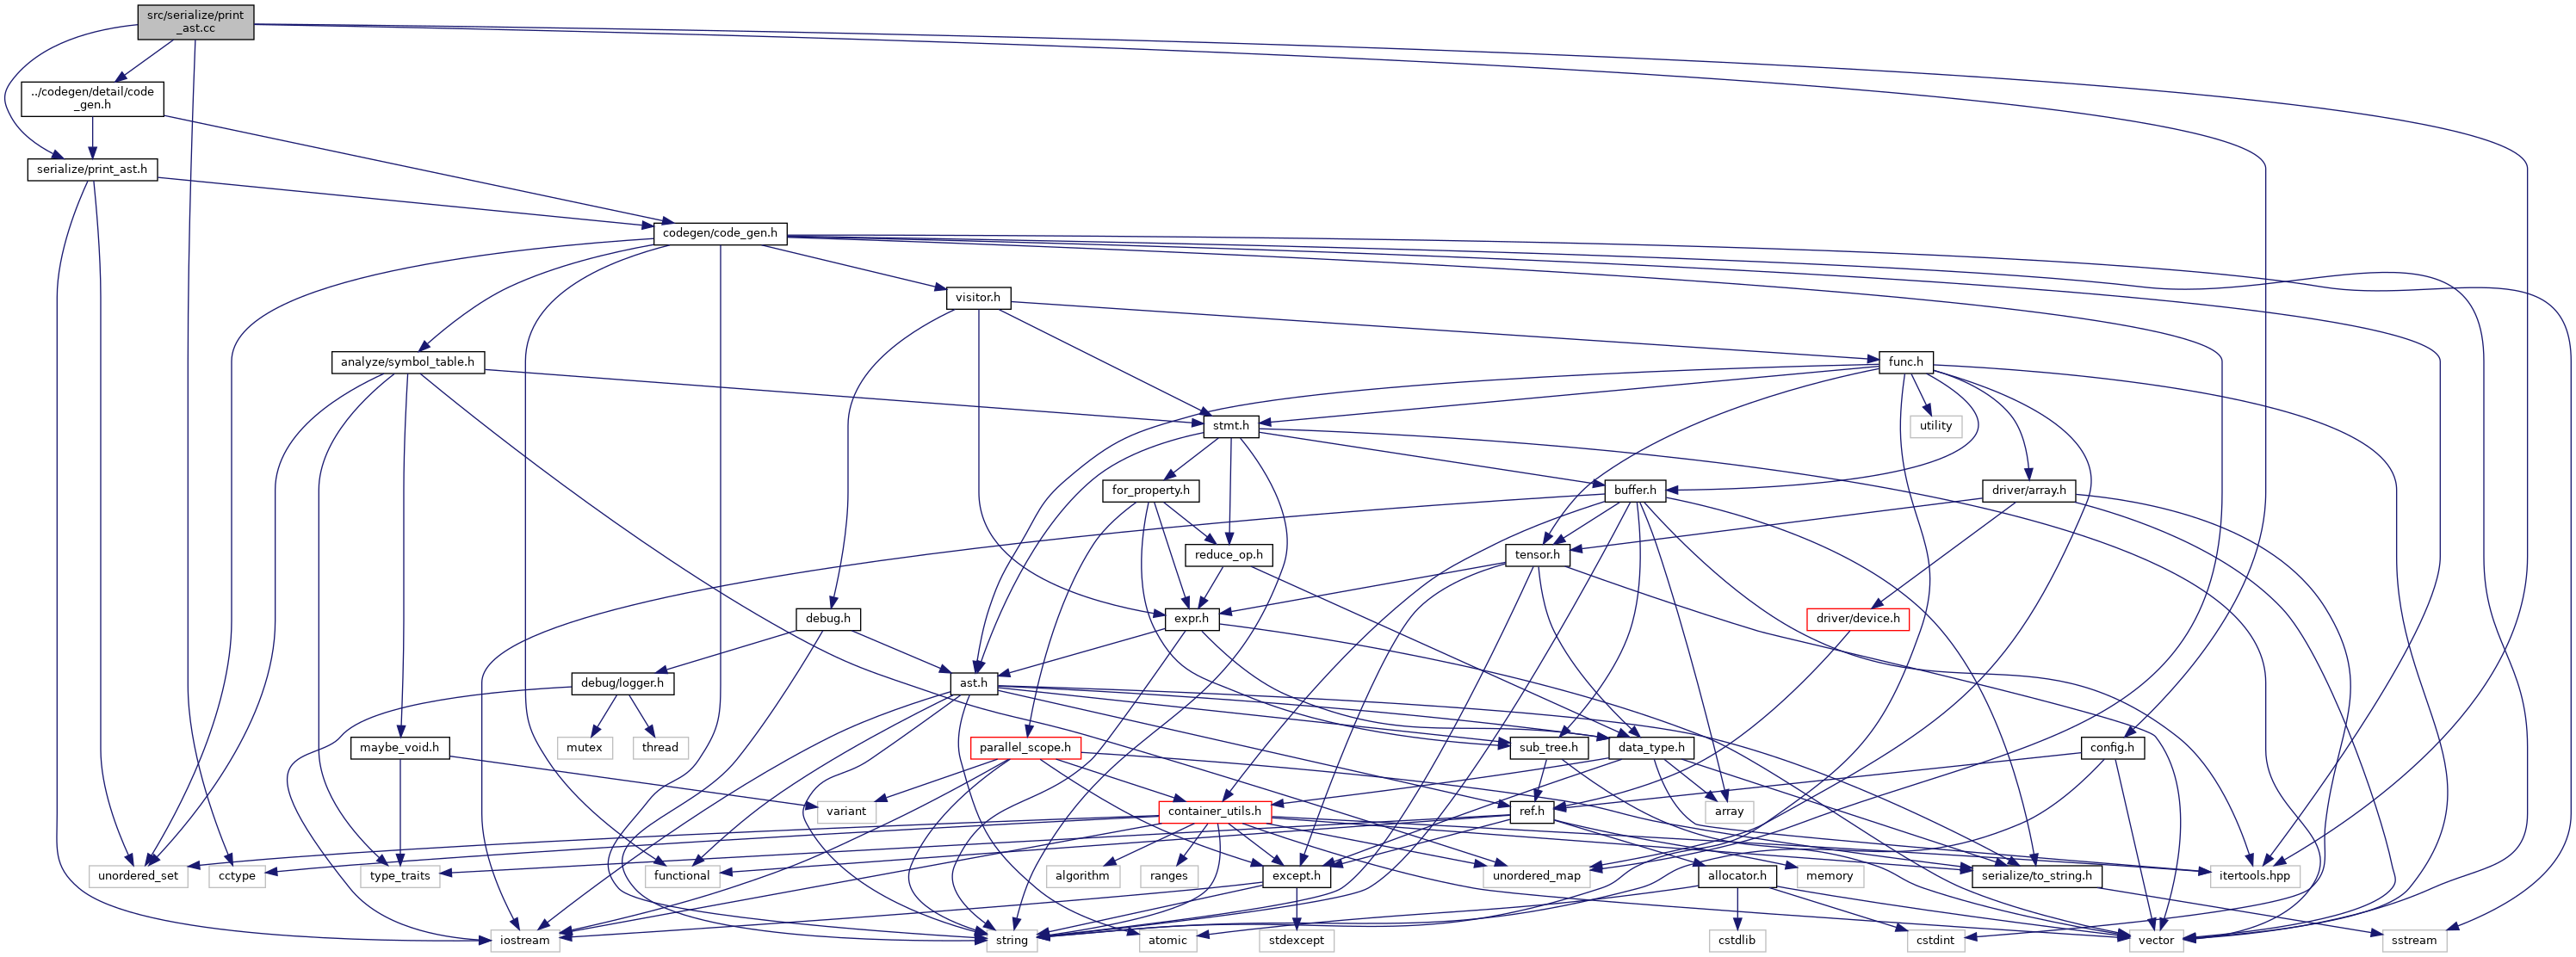 src/serialize/print
_ast.cc
../codegen/detail/code
_gen.h
serialize/print_ast.h
codegen/code_gen.h
visitor.h
analyze/symbol_table.h
func.h
stmt.h
utility
for_property.h
buffer.h
driver/array.h
reduce_op.h
tensor.h
debug.h
expr.h
driver/device.h
debug/logger.h
ast.h
mutex
thread
maybe_void.h
parallel_scope.h
sub_tree.h
data_type.h
config.h
variant
container_utils.h
ref.h
array
unordered_set
cctype
type_traits
functional
algorithm
ranges
except.h
unordered_map
allocator.h
memory
serialize/to_string.h
itertools.hpp
iostream
string
atomic
stdexcept
cstdlib
cstdint
vector
sstream